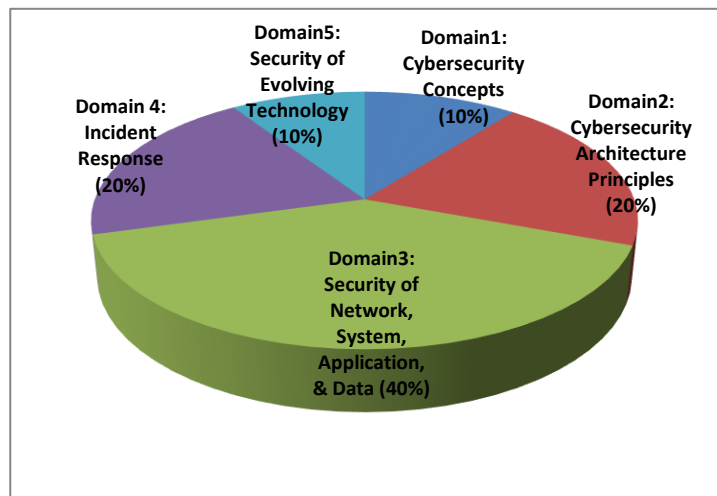 Domain1:
Cybersecurity
Concepts
(10%)
Domain2:
Cybersecurity
Architecture
Principles
(20%)
Domain3:
Security of
Network,
System,
Application,
& Data (40%)
Domain 4:
Incident
Response
(20%)
Domain5:
Security of
Evolving
Technology
(10%)